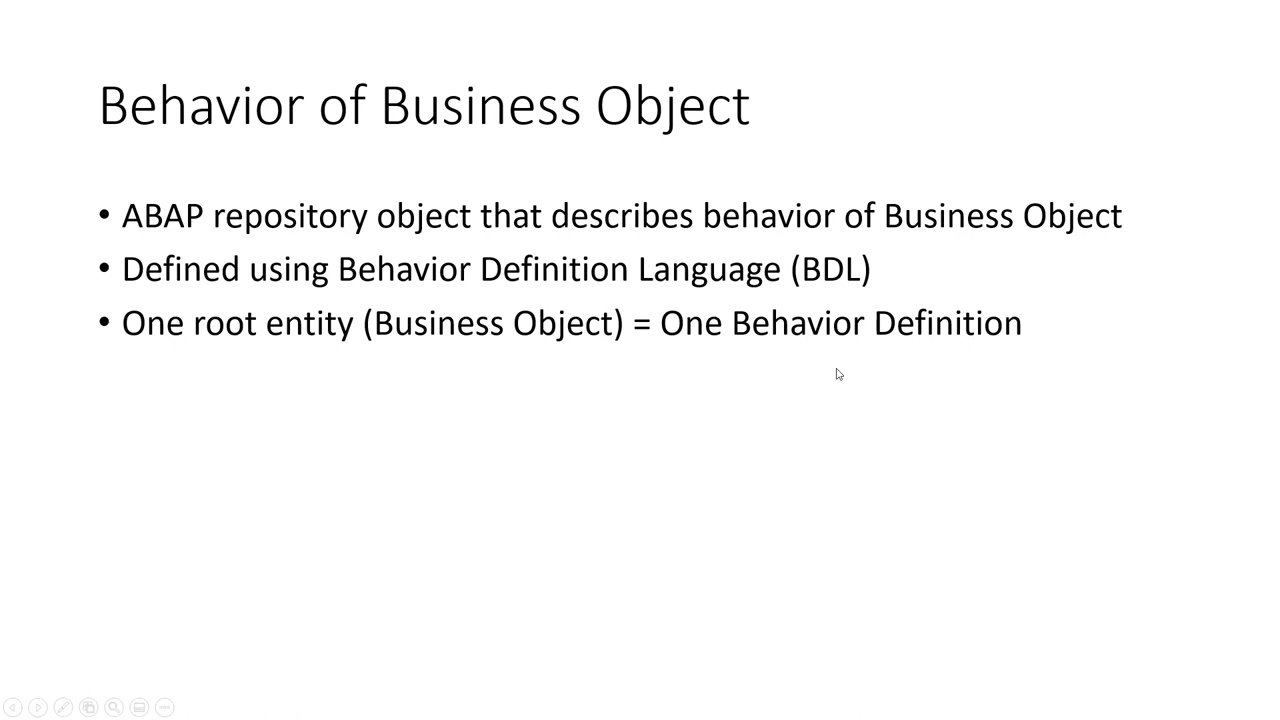 Behavior of Business Object
• ABAP repository object that describes behavior of Business Object
• Defined using Behavior Definition Language (BDL)
• One root entity (Business Object) = One Behavior Definition